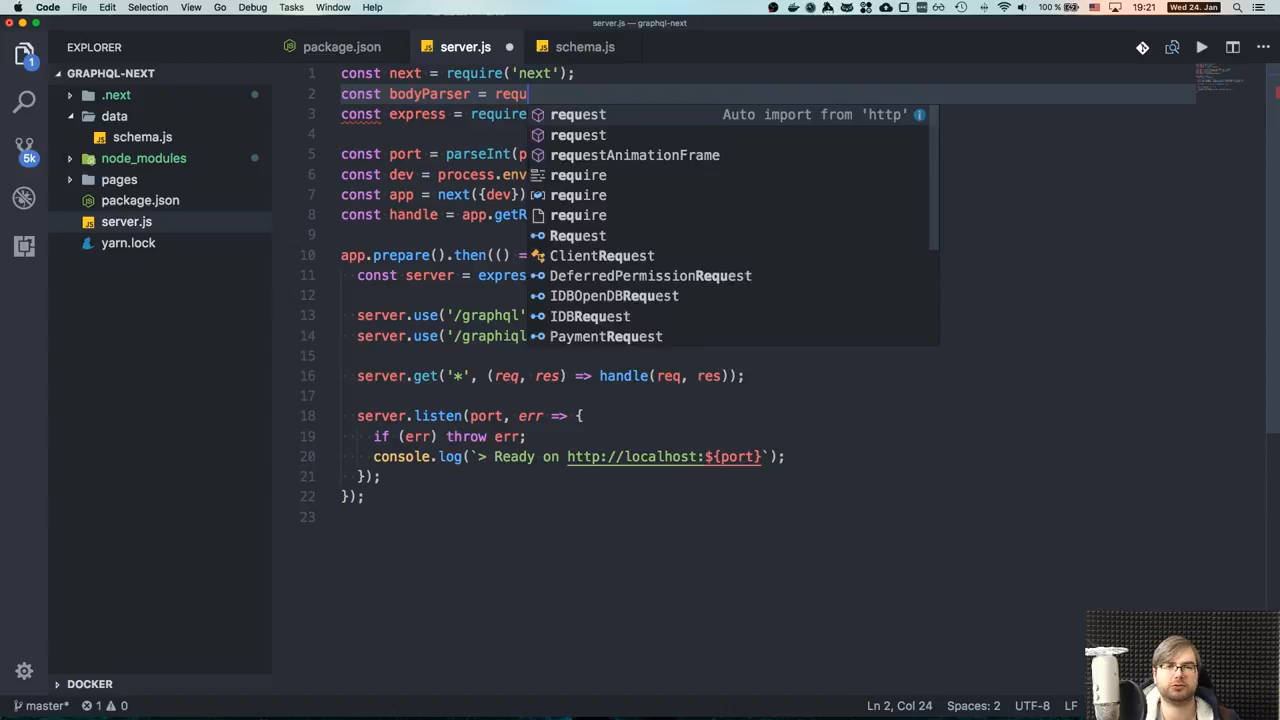 Code File Edit Selection View Go Debug Tasks Window Help 100 % 19:21 Wed 24. Jan
server.js — graphql-next
EXPLORER
package.json
server.js
schema.js
GRAPHQL-NEXT
.next
data
schema.js
node_modules
pages
package.json
server.js
yarn.lock
DOCKER
1
5k
1 const next = require('next');
2 const bodyParser = requ
3 const express = require
4
5 const port = parseInt(p
6 const dev = process.env
7 const app = next({dev})
8 const handle = app.getR
9
10 app.prepare().then(() =
11 const server = expres
12
13 server.use('/graphql'
14 server.use('/graphiql
15
16 server.get('*', (req, res) => handle(req, res));
17
18 server.listen(port, err => {
19 if (err) throw err;
20 console.log(`> Ready on http://localhost:${port}`);
21 });
22 });
23
request Auto import from 'http'
request
requestAnimationFrame
require
require
require
Request
ClientRequest
DeferredPermissionRequest
IDBOpenDBRequest
IDBRequest
PaymentRequest
master* 1 0 Ln 2, Col 24 Spaces: 2 UTF-8 LF